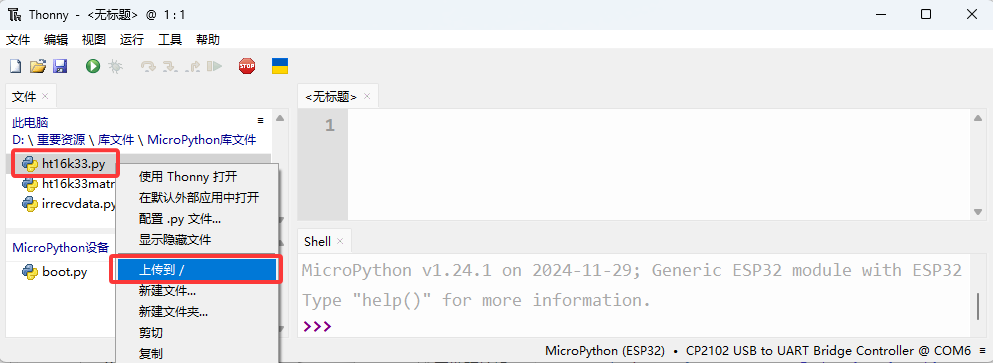 Thonny - <无标题> @ 1 : 1
文件 编辑 视图 运行 工具 帮助
STOP
文件
此电脑
D: \ 重要资源 \ 库文件 \ MicroPython库文件
ht16k33.py
ht16k33matr
irrecvdata.py
MicroPython设备
boot.py
使用 Thonny 打开
在默认外部应用中打开
配置 .py 文件...
显示隐藏文件
上传到 /
新建文件...
新建文件夹...
剪切
复制
<无标题>
1
Shell
MicroPython v1.24.1 on 2024-11-29; Generic ESP32 module with ESP32
Type "help()" for more information.
>>>
MicroPython (ESP32) • CP2102 USB to UART Bridge Controller @ COM6